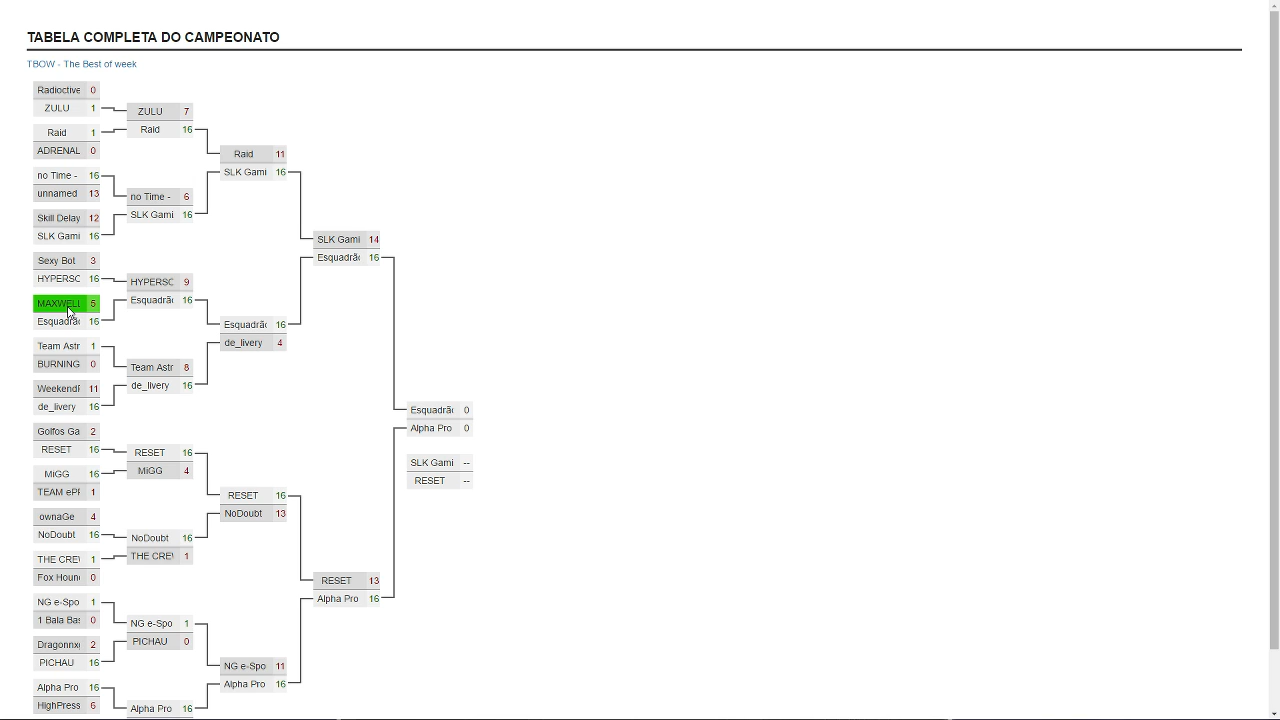 TABELA COMPLETA DO CAMPEONATO
TBOW - The Best of week
Radioctive 0
ZULU 1
Raid 1
ADRENAL 0
no Time - 16
unnamed 13
Skill Delay 12
SLK Gami 16
Sexy Bot 3
HYPERSC 16
MAXWELL 5
Esquadrã 16
Team Astr 1
BURNING 0
Weekend 11
de_livery 16
Golfos Ga 2
RESET 16
MiGG 16
TEAM ePF 1
ownaGe 4
NoDoubt 16
THE CREW 1
Fox Houn 0
NG e-Spo 1
1 Bala Bas 0
Dragonnx 2
PICHAU 16
Alpha Pro 16
HighPress 6
ZULU 7
Raid 16
no Time - 6
SLK Gami 16
HYPERSC 9
Esquadrã 16
Team Astr 8
de_livery 16
RESET 16
MiGG 4
NoDoubt 16
THE CREW 1
NG e-Spo 1
PICHAU 0
Alpha Pro 16
Raid 11
SLK Gami 16
Esquadrã 16
de_livery 4
RESET 16
NoDoubt 13
NG e-Spo 11
Alpha Pro 16
SLK Gami 14
Esquadrã 16
RESET 13
Alpha Pro 16
Esquadrã 0
Alpha Pro 0
SLK Gami --
RESET --